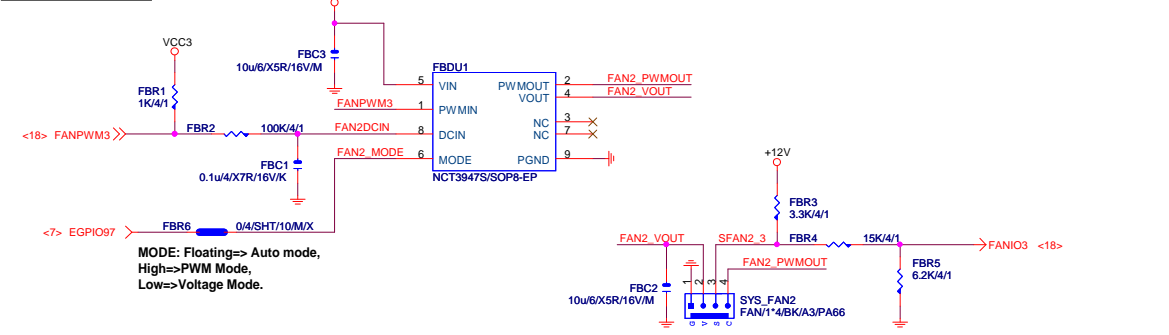 VCC3
FBC3
10u/6/X5R/16V/M
FBDU1
FBR1
1K/4/1
5
VIN
PWMOUT
2
FAN2_PWMOUT
VOUT
4
FAN2_VOUT
FANPWM3
1
PWMIN
NC
3
<18> FANPWM3
FBR2
100K/4/1
FAN2DCIN
8
DCIN
NC
7
FAN2_MODE
6
MODE
PGND
9
FBC1
0.1u/4/X7R/16V/K
NCT3947S/SOP8-EP
+12V
FBR3
3.3K/4/1
<7> EGPIO97
FBR6
0/4/SHT/10/M/X
FAN2_VOUT
SFAN2_3
FBR4
15K/4/1
FANIO3 <18>
MODE: Floating=> Auto mode,
High=>PWM Mode,
Low=>Voltage Mode.
FAN2_PWMOUT
FBR5
6.2K/4/1
FBC2
10u/6/X5R/16V/M
1
2
3
4
SYS_FAN2
FAN/1*4/BK/A3/PA66
G
V
S
C